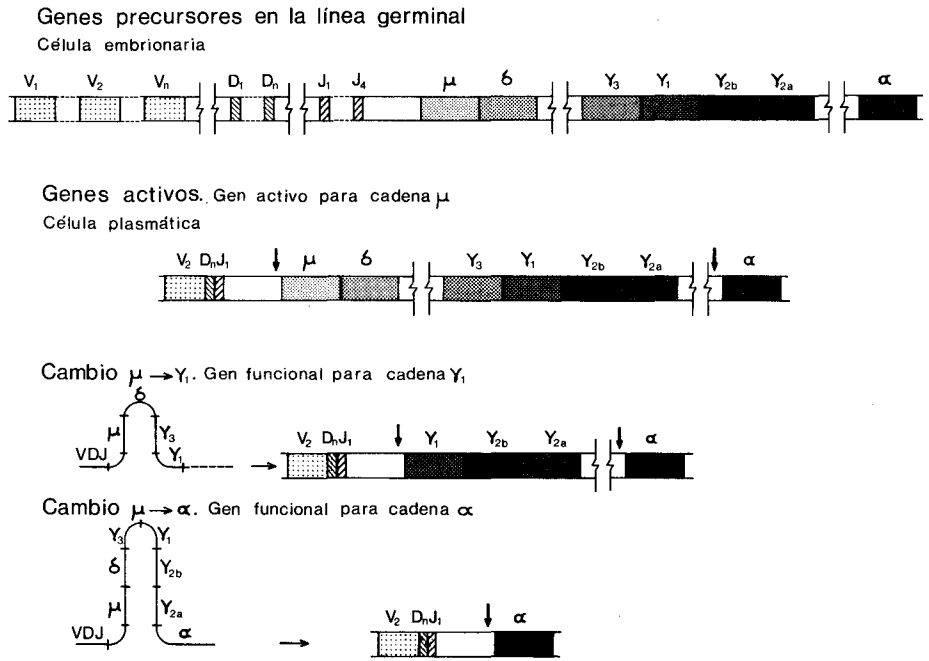 Genes precursores en la línea germinal
Célula embrionaria
V₁ V₂ Vₙ D₁ Dₙ J₁ J₄ μ δ γ₃ γ₁ γ₂b γ₂a α
Genes activos. Gen activo para cadena μ
Célula plasmática
V₂ DₙJ₁ μ δ γ₃ γ₁ γ₂b γ₂a α
Cambio μ → γ₁. Gen funcional para cadena γ₁
δ
μ γ₃
VDJ γ₁
V₂ DₙJ₁ γ₁ γ₂b γ₂a α
Cambio μ → α. Gen funcional para cadena α
γ₃ γ₁
δ γ₂b
μ γ₂a
VDJ α
V₂ DₙJ₁ α